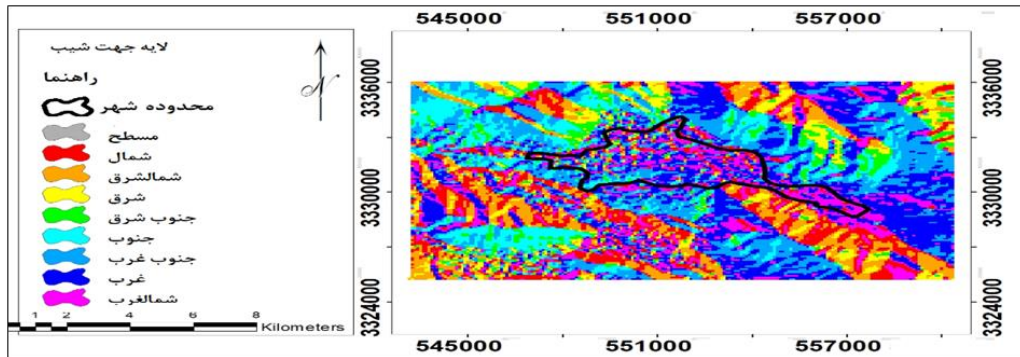 لایه جهت شیب
راهنما
محدوده شهر
مسطح
شمال
شمالشرق
شرق
جنوب شرق
جنوب
جنوب غرب
غرب
شمالغرب
N
1 2 4 6 8
Kilometers
545000 551000 557000
3336000 3336000
3330000 3330000
3324000 3324000
545000 551000 557000